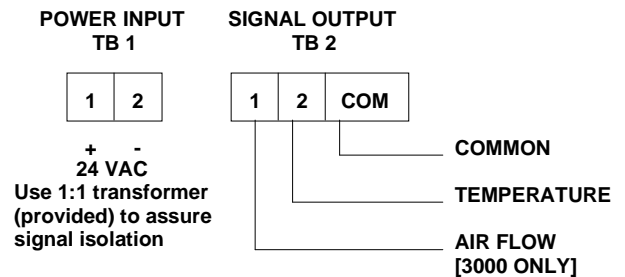 POWER INPUT
TB 1
1 2
+ -
24 VAC
Use 1:1 transformer
(provided) to assure
signal isolation
SIGNAL OUTPUT
TB 2
1 2 COM
COMMON
TEMPERATURE
AIR FLOW
[3000 ONLY]